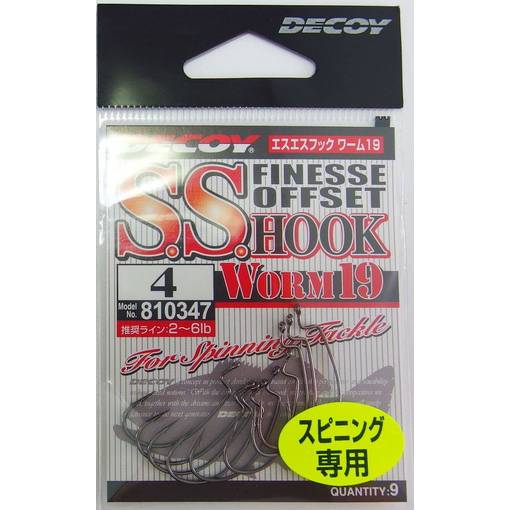 DECOY
DECOY®
エスエスフック ワーム19
S.S.
FINESSE
OFFSET
HOOK
WORM19
4
Model No. 810347
推奨ライン:2~6lb
For Spinning Tackle
DECOY
スピニング
専用
QUANTITY:9